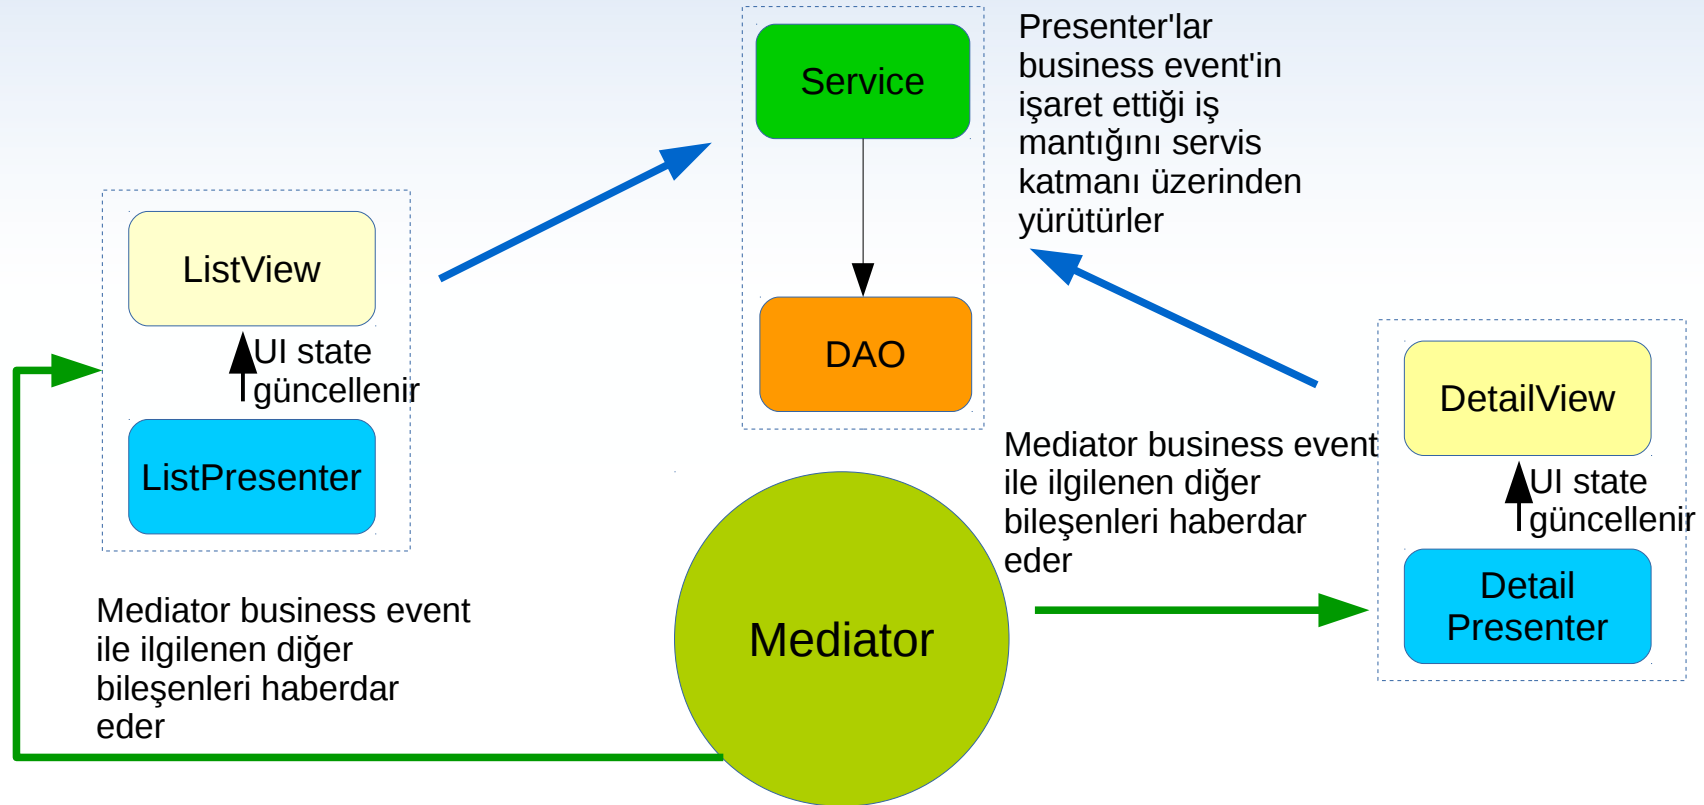 Service
Presenter'lar
business event'in
işaret ettiği iş
mantığını servis
katmanı üzerinden
yürütürler
ListView
UI state
güncellenir
ListPresenter
DAO
DetailView
UI state
güncellenir
Detail
Presenter
Mediator business event
ile ilgilenen diğer
bileşenleri haberdar
eder
Mediator
Mediator business event
ile ilgilenen diğer
bileşenleri haberdar
eder